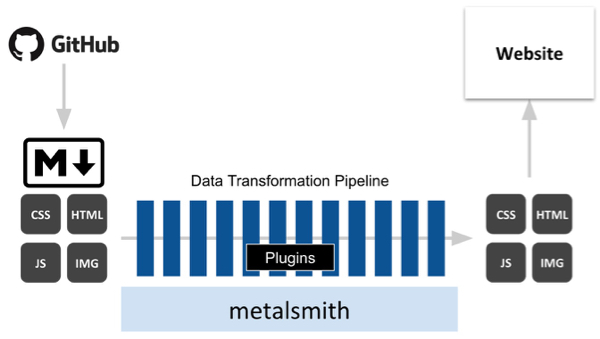 GitHub
Website
M
Data Transformation Pipeline
CSS HTML
JS IMG
Plugins
CSS HTML
JS IMG
metalsmith